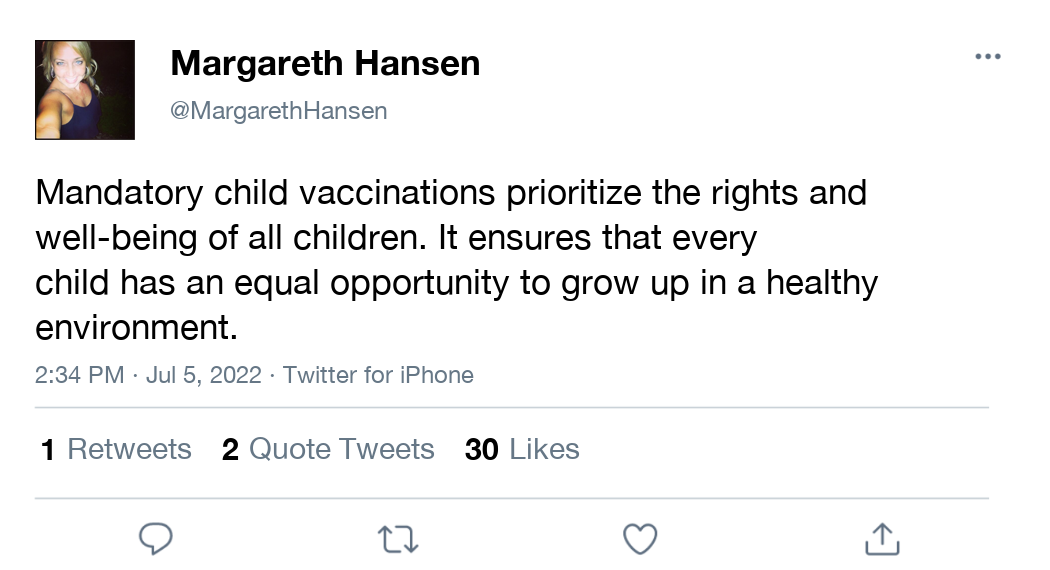 Margareth Hansen
@MargarethHansen
Mandatory child vaccinations prioritize the rights and
well-being of all children. It ensures that every
child has an equal opportunity to grow up in a healthy
environment.
2:34 PM · Jul 5, 2022 · Twitter for iPhone
1 Retweets 2 Quote Tweets 30 Likes